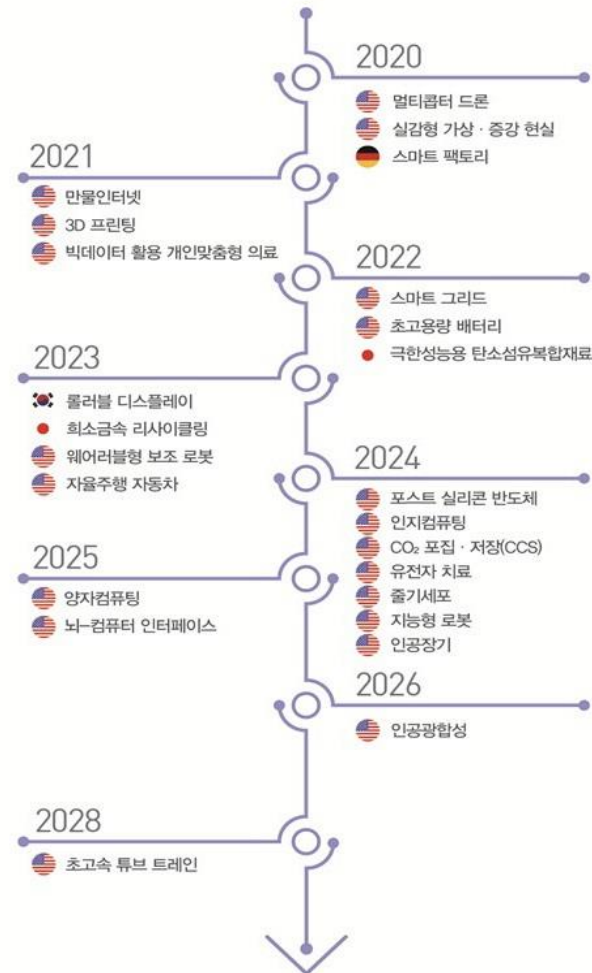 2020
멀티콥터 드론
실감형 가상 · 증강 현실
스마트 팩토리
2021
만물인터넷
3D 프린팅
빅데이터 활용 개인맞춤형 의료
2022
스마트 그리드
초고용량 배터리
극한성능용 탄소섬유복합재료
2023
롤러블 디스플레이
희소금속 리사이클링
웨어러블형 보조 로봇
자율주행 자동차
2024
포스트 실리콘 반도체
인지컴퓨팅
CO₂ 포집 · 저장(CCS)
유전자 치료
줄기세포
지능형 로봇
인공장기
2025
양자컴퓨팅
뇌-컴퓨터 인터페이스
2026
인공광합성
2028
초고속 튜브 트레인